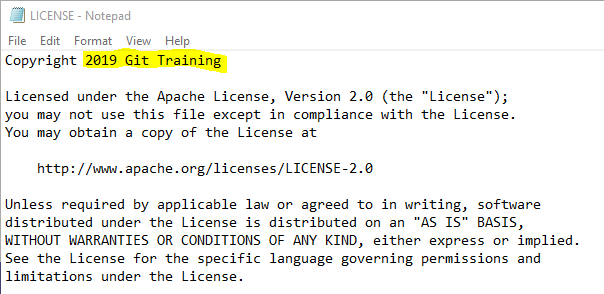 LICENSE - Notepad
File Edit Format View Help
Copyright 2019 Git Training
Licensed under the Apache License, Version 2.0 (the "License");
you may not use this file except in compliance with the License.
You may obtain a copy of the License at
http://www.apache.org/licenses/LICENSE-2.0
Unless required by applicable law or agreed to in writing, software
distributed under the License is distributed on an "AS IS" BASIS,
WITHOUT WARRANTIES OR CONDITIONS OF ANY KIND, either express or implied.
See the License for the specific language governing permissions and
limitations under the License.